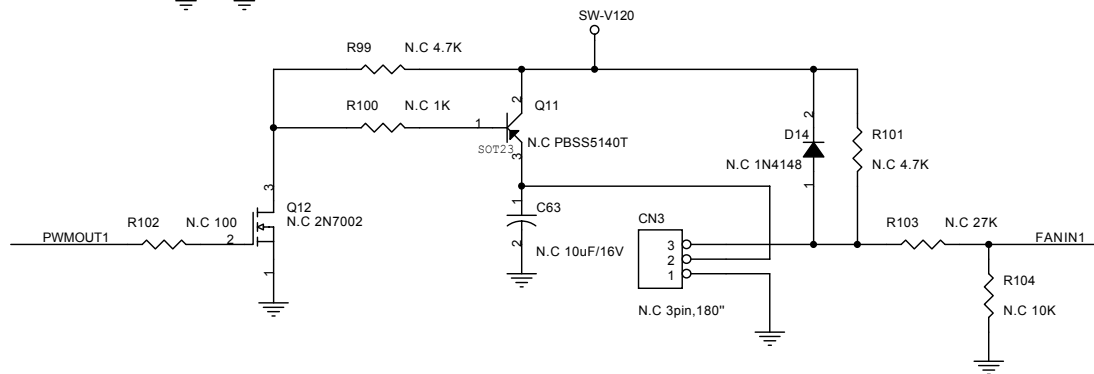 SW-V120
R99 N.C 4.7K
R100 N.C 1K
2
Q11
1
SOT23
N.C PBSS5140T
3
2
D14
N.C 1N4148
1
R101
N.C 4.7K
3
Q12
N.C 2N7002
R102 N.C 100
PWMOUT1
2
1
1
C63
2
N.C 10uF/16V
CN3
3
2
1
N.C 3pin,180"
R103 N.C 27K
FANIN1
R104
N.C 10K